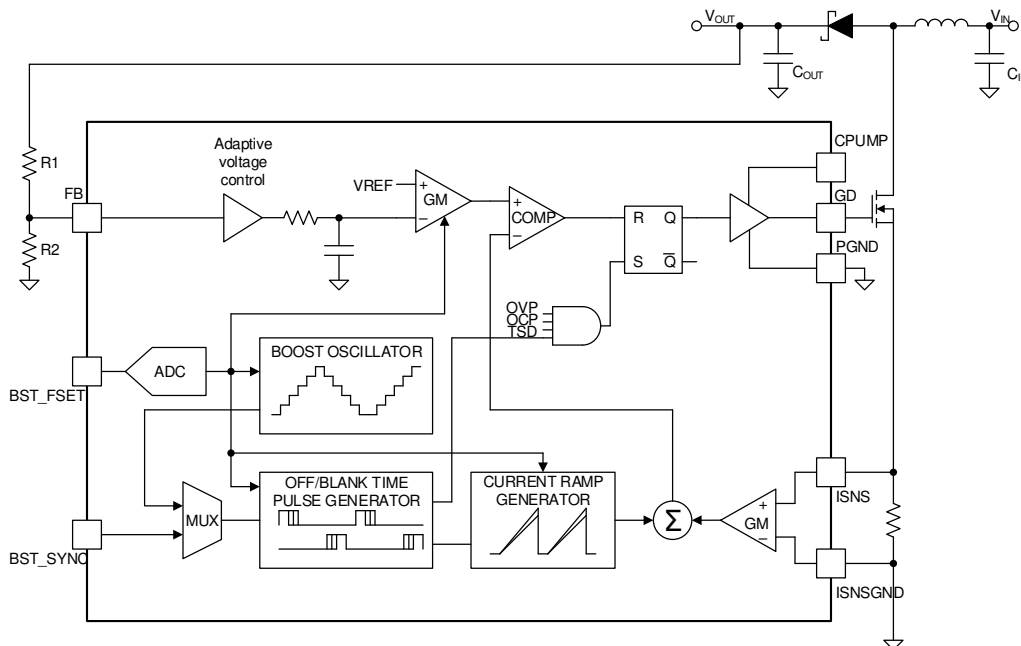 VOUT
VIN
COUT
CI
Adaptive
voltage
control
CPUMP
R1
FB
VREF
+
GM
−
+
COMP
−
R Q
S Q̅
GD
R2
PGND
OVP
OCP
TSD
BOOST OSCILLATOR
ADC
BST_FSET
OFF/BLANK TIME
PULSE GENERATOR
CURRENT RAMP
GENERATOR
MUX
Σ
+
GM
−
ISNS
BST_SYNC
ISNSGND